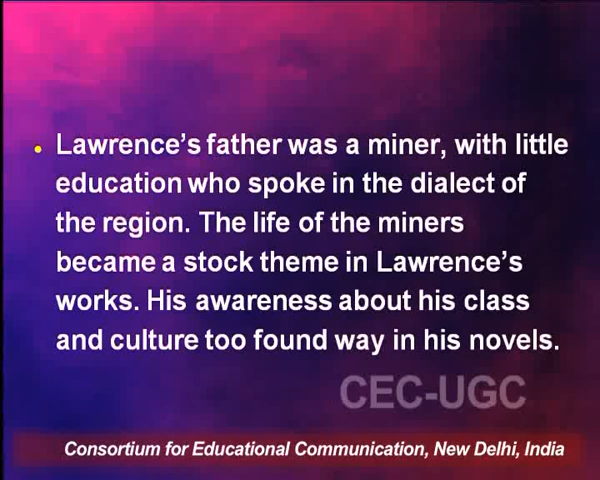 • Lawrence's father was a miner, with little
education who spoke in the dialect of
the region. The life of the miners
became a stock theme in Lawrence's
works. His awareness about his class
and culture too found way in his novels.
CEC-UGC
Consortium for Educational Communication, New Delhi, India